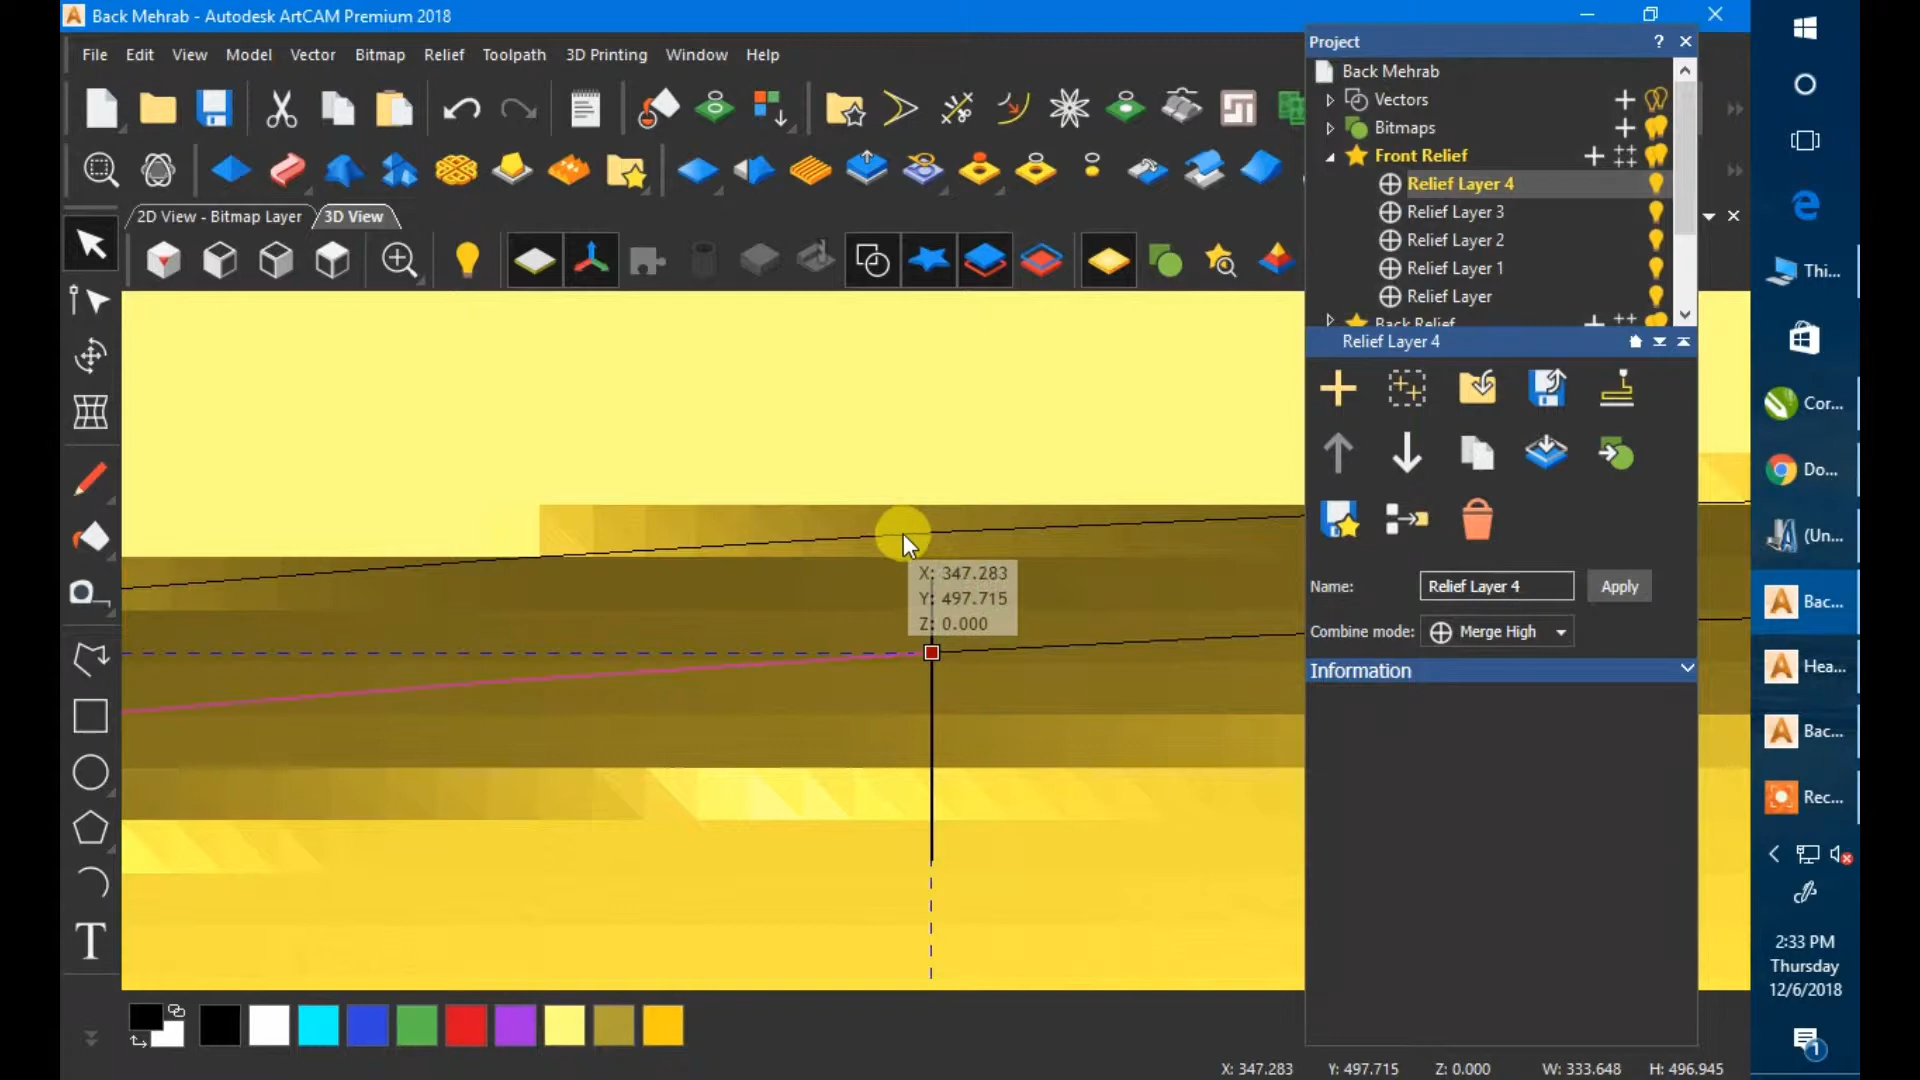 Back Mehrab - Autodesk ArtCAM Premium 2018
File Edit View Model Vector Bitmap Relief Toolpath 3D Printing Window Help
Project
?
Back Mehrab
Vectors
Bitmaps
Front Relief
Relief Layer 4
Relief Layer 3
Relief Layer 2
Relief Layer 1
Relief Layer
Back Relief
2D View - Bitmap Layer
3D View
Relief Layer 4
Name: Relief Layer 4 Apply
Combine mode: Merge High
Information
X: 347.283
Y: 497.715
Z: 0.000
T
X: 347.283 Y: 497.715 Z: 0.000 W: 333.648 H: 496.945
Thi...
Cor...
Do...
(Un...
Bac...
Hea...
Bac...
Rec...
2:33 PM
Thursday
12/6/2018
1